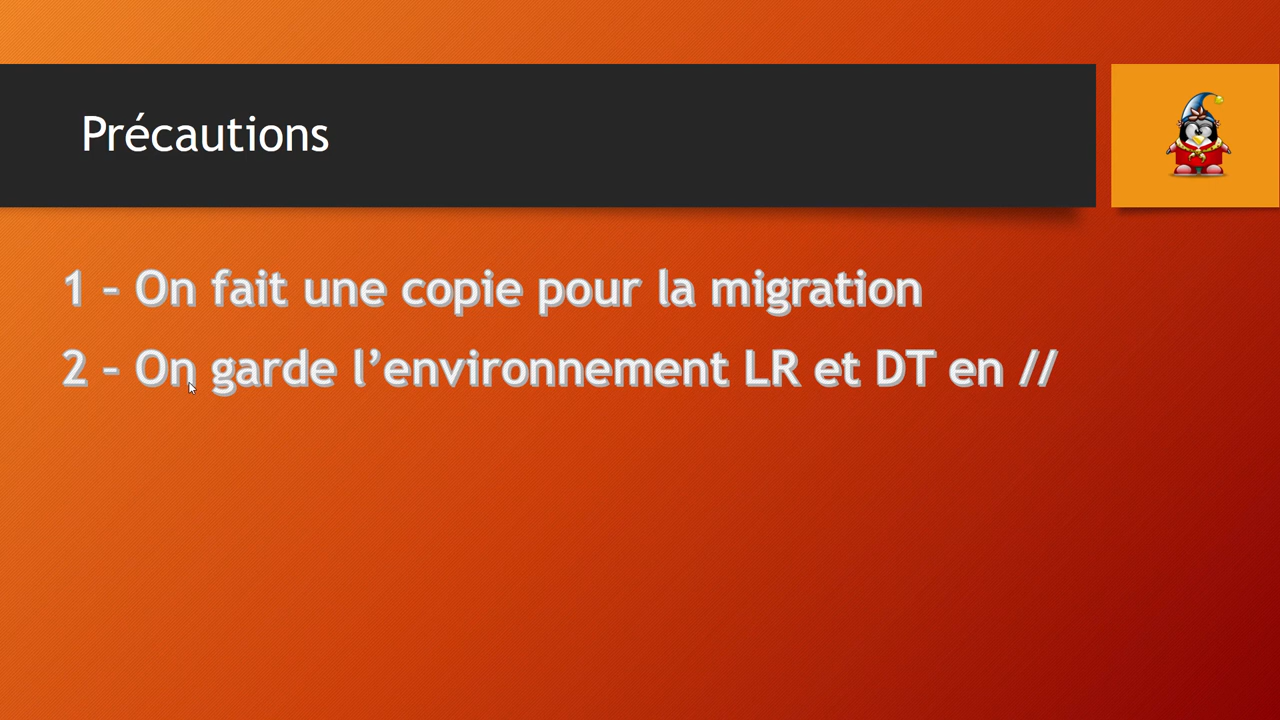 Précautions
1 – On fait une copie pour la migration
2 – On garde l’environnement LR et DT en //